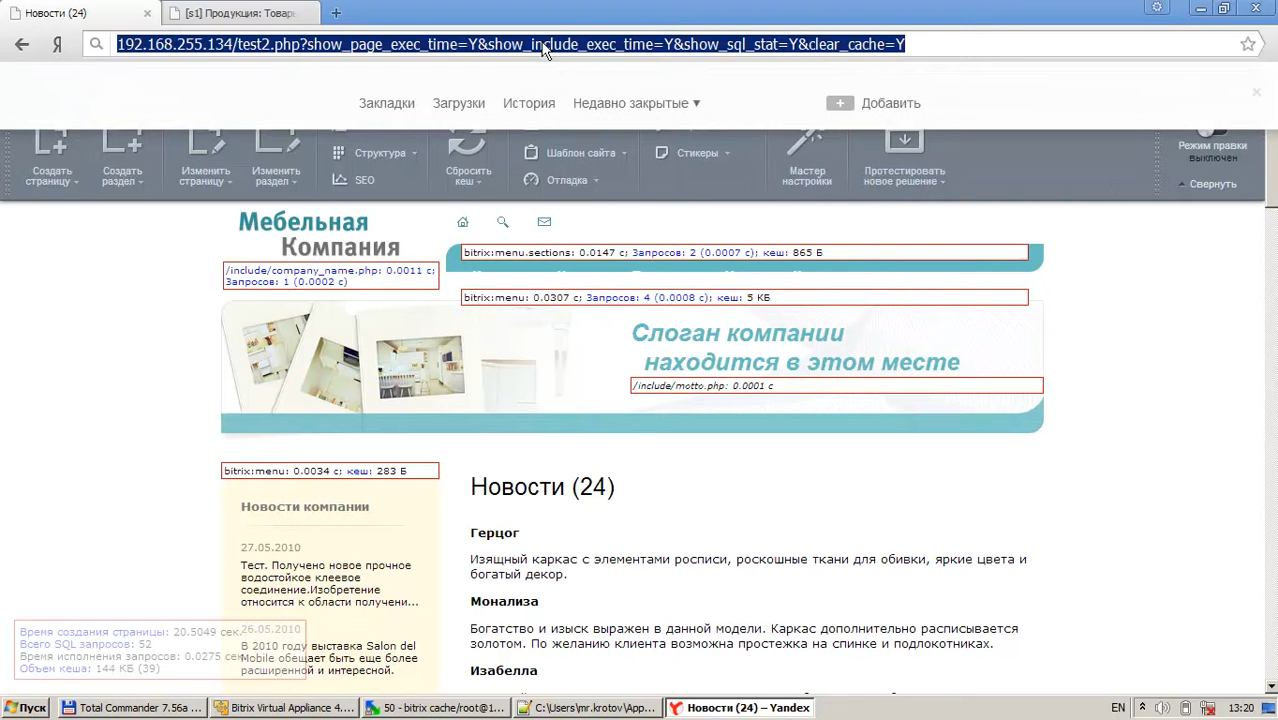 Новости (24)
[s1] Продукция: Товары
192.168.255.134/test2.php?show_page_exec_time=Y&show_include_exec_time=Y&show_sql_stat=Y&clear_cache=Y
Закладки Загрузки История Недавно закрытые ▾ Добавить
Создать страницу
Создать раздел
Изменить страницу
Изменить раздел
Структура
SEO
Сбросить кеш
Шаблон сайта
Отладка
Стикеры
Мастер настройки
Протестировать новое решение
Режим правки
выключен
Свернуть
Мебельная
Компания
/include/company_name.php: 0.0011 с;
Запросов: 1 (0.0002 с)
bitrix:menu.sections: 0.0147 с; Запросов: 2 (0.0007 с); кеш: 865 Б
bitrix:menu: 0.0307 с; Запросов: 4 (0.0008 с); кеш: 5 КБ
Слоган компании
находится в этом месте
/include/motto.php: 0.0001 с
bitrix:menu: 0.0034 с; кеш: 283 Б
Новости компании
27.05.2010
Тест. Получено новое прочное
водостойкое клеевое
соединение.Изобретение
относится к области получени...
26.05.2010
В 2010 году выставка Salon del
Mobile обещает быть еще более
расширенной и интересной.
Новости (24)
Герцог
Изящный каркас с элементами росписи, роскошные ткани для обивки, яркие цвета и
богатый декор.
Монализа
Богатство и изыск выражен в данной модели. Каркас дополнительно расписывается
золотом. По желанию клиента возможна простежка на спинке и подлокотниках.
Изабелла
Время создания страницы: 20.5049 сек.
Всего SQL запросов: 52
Время исполнения запросов: 0.0275 сек.
Объем кеша: 144 КБ (39)
Пуск
Total Commander 7.56a ...
Bitrix Virtual Appliance 4....
50 - bitrix cache/root@1...
C:\Users\mr.krotov\App...
Новости (24) – Yandex
EN
13:20